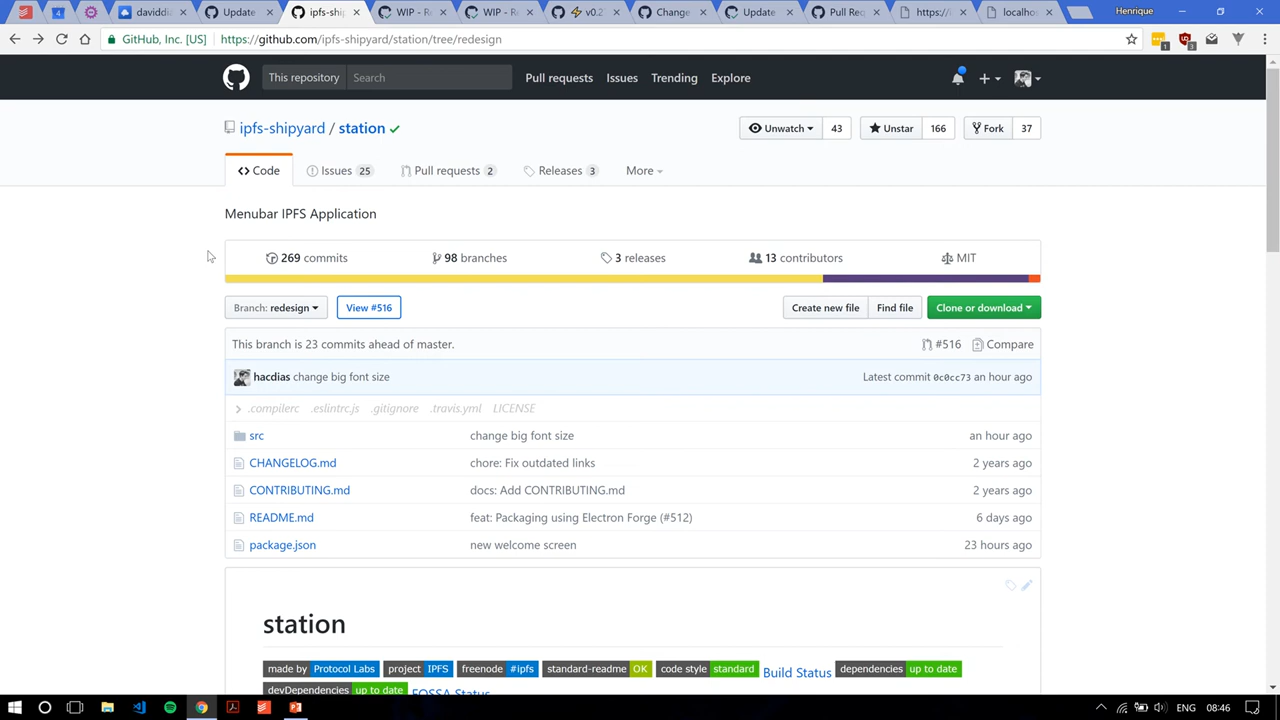 4
daviddi
Update
ipfs-shi
WIP - R
WIP - R
⚡ v0.2
Change
Update
Pull Req
https://i
localhos
Henrique
GitHub, Inc. [US]
https://github.com/ipfs-shipyard/station/tree/redesign
1
3
This repository
Search
Pull requests
Issues
Trending
Explore
ipfs-shipyard / station
Unwatch 43
Unstar 166
Fork 37
Code
Issues 25
Pull requests 2
Releases 3
More
Menubar IPFS Application
269 commits
98 branches
3 releases
13 contributors
MIT
Branch: redesign
View #516
Create new file
Find file
Clone or download
This branch is 23 commits ahead of master.
#516
Compare
hacdias change big font size
Latest commit 0c0cc73 an hour ago
.compilerc .eslintrc.js .gitignore .travis.yml LICENSE
src change big font size an hour ago
CHANGELOG.md chore: Fix outdated links 2 years ago
CONTRIBUTING.md docs: Add CONTRIBUTING.md 2 years ago
README.md feat: Packaging using Electron Forge (#512) 6 days ago
package.json new welcome screen 23 hours ago
station
made by Protocol Labs project IPFS freenode #ipfs standard-readme OK code style standard Build Status dependencies up to date
devDependencies up to date FOSSA Status
ENG
08:46